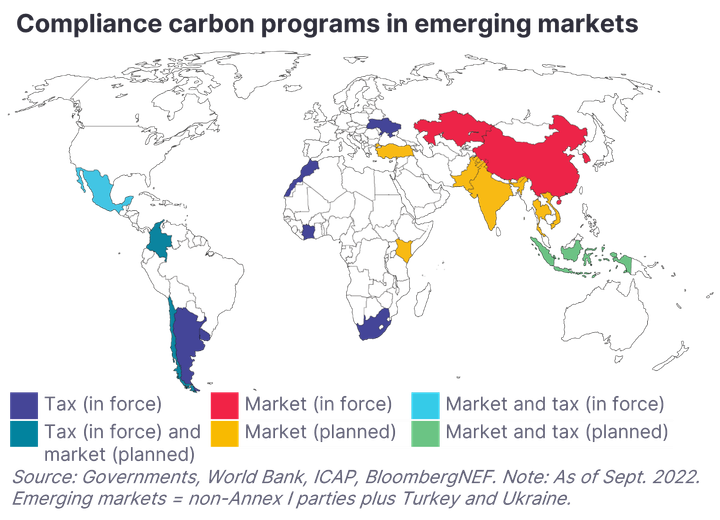 Compliance carbon programs in emerging markets
Tax (in force)
Market (in force)
Market and tax (in force)
Tax (in force) and
market (planned)
Market (planned)
Market and tax (planned)
Source: Governments, World Bank, ICAP, BloombergNEF. Note: As of Sept. 2022.
Emerging markets = non-Annex I parties plus Turkey and Ukraine.